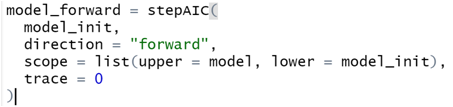 model_forward = stepAIC(
  model_init,
  direction = "forward",
  scope = list(upper = model, lower = model_init),
  trace = 0
)